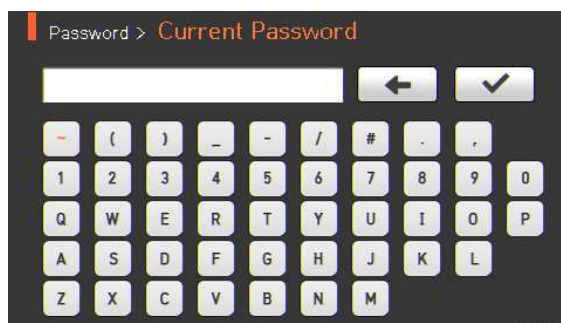 Password > Current Password
~ ( ) _ - / # . ,
1 2 3 4 5 6 7 8 9 0
Q W E R T Y U I O P
A S D F G H J K L
Z X C V B N M